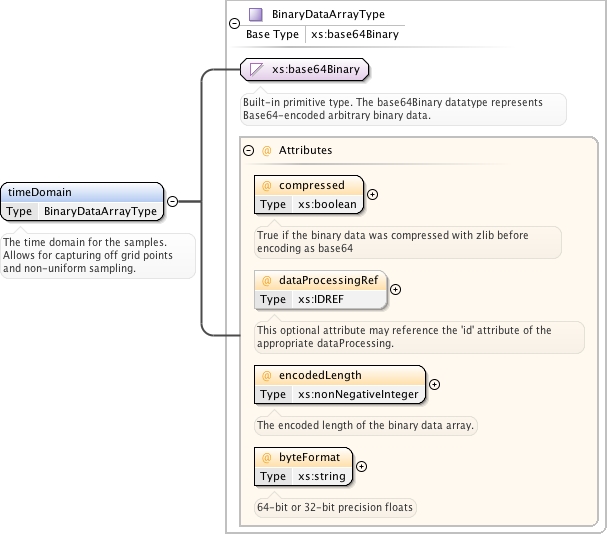 BinaryDataArrayType
Base Type xs:base64Binary
xs:base64Binary
Built-in primitive type. The base64Binary datatype represents
Base64-encoded arbitrary binary data.
@ Attributes
@ compressed
Type xs:boolean
True if the binary data was compressed with zlib before
encoding as base64
timeDomain
Type BinaryDataArrayType
The time domain for the samples.
Allows for capturing off grid points
and non-uniform sampling.
@ dataProcessingRef
Type xs:IDREF
This optional attribute may reference the 'id' attribute of the
appropriate dataProcessing.
@ encodedLength
Type xs:nonNegativeInteger
The encoded length of the binary data array.
@ byteFormat
Type xs:string
64-bit or 32-bit precision floats